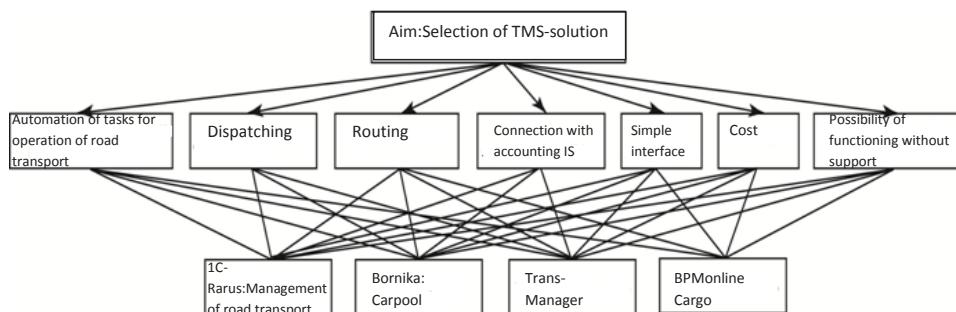 Aim:Selection of TMS-solution
Automation of tasks for
operation of road
transport
Dispatching
Routing
Connection with
accounting IS
Simple
interface
Cost
Possibility of
functioning without
support
1C-
Rarus:Management
of road transport
Bornika:
Carpool
Trans-
Manager
BPMonline
Cargo